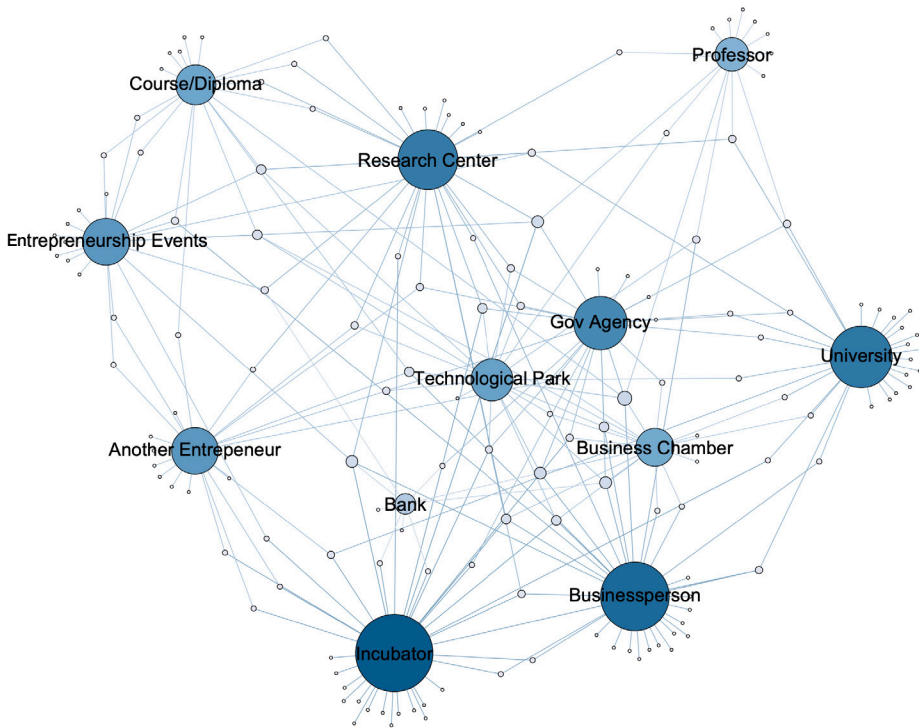 Professor
Course/Diploma
Research Center
Entrepreneurship Events
Gov Agency
University
Technological Park
Another Entrepeneur
Business Chamber
Bank
Businessperson
Incubator